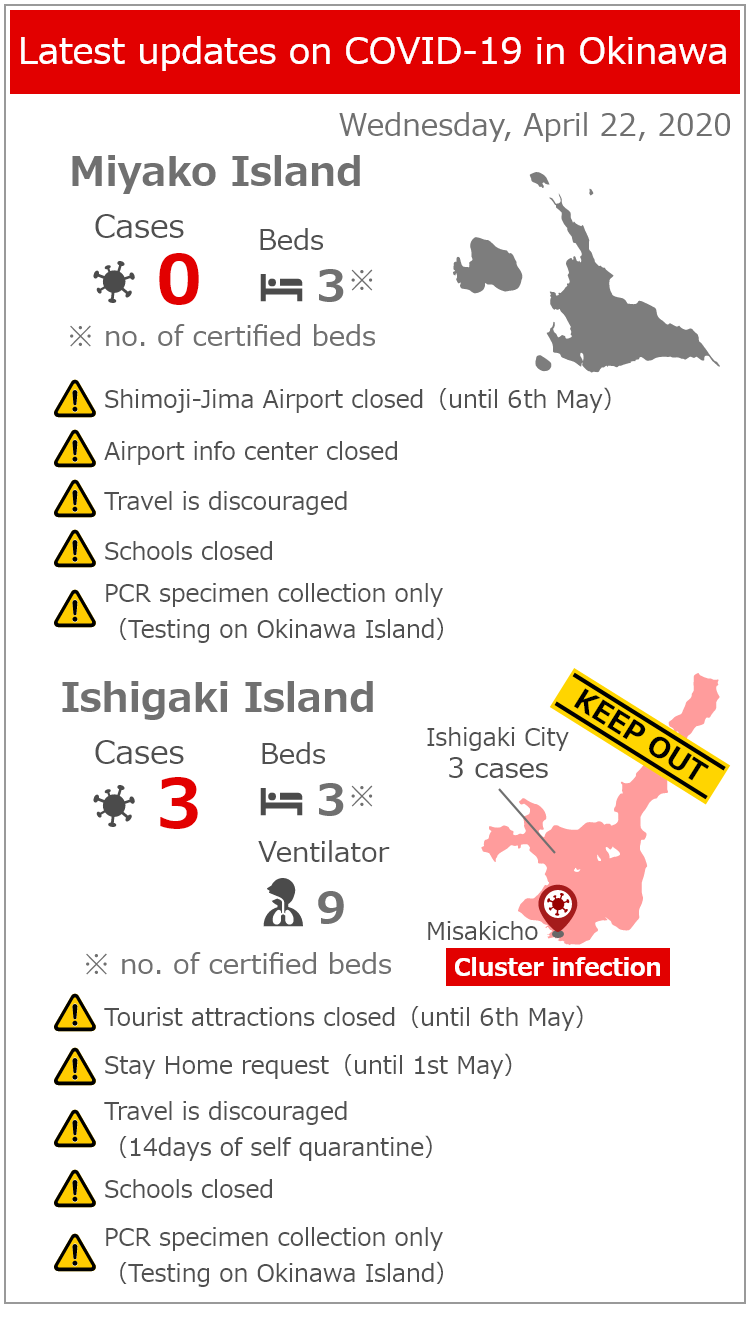 Latest updates on COVID-19 in Okinawa
Wednesday, April 22, 2020
Miyako Island
Cases
0
Beds
3※
※ no. of certified beds
Shimoji-Jima Airport closed（until 6th May）
Airport info center closed
Travel is discouraged
Schools closed
PCR specimen collection only
（Testing on Okinawa Island）
Ishigaki Island
Cases
3
Beds
3※
Ventilator
9
※ no. of certified beds
KEEP OUT
Ishigaki City
3 cases
Misakicho
Cluster infection
Tourist attractions closed（until 6th May）
Stay Home request（until 1st May）
Travel is discouraged
（14days of self quarantine）
Schools closed
PCR specimen collection only
（Testing on Okinawa Island）